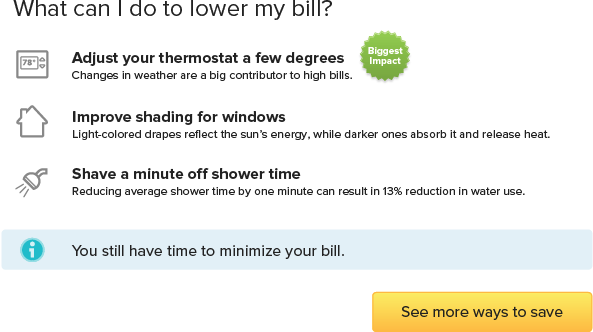 What can I do to lower my bill?
78°
Adjust your thermostat a few degrees
Biggest
Impact
Changes in weather are a big contributor to high bills.
Improve shading for windows
Light-colored drapes reflect the sun's energy, while darker ones absorb it and release heat.
Shave a minute off shower time
Reducing average shower time by one minute can result in 13% reduction in water use.
i
You still have time to minimize your bill.
See more ways to save